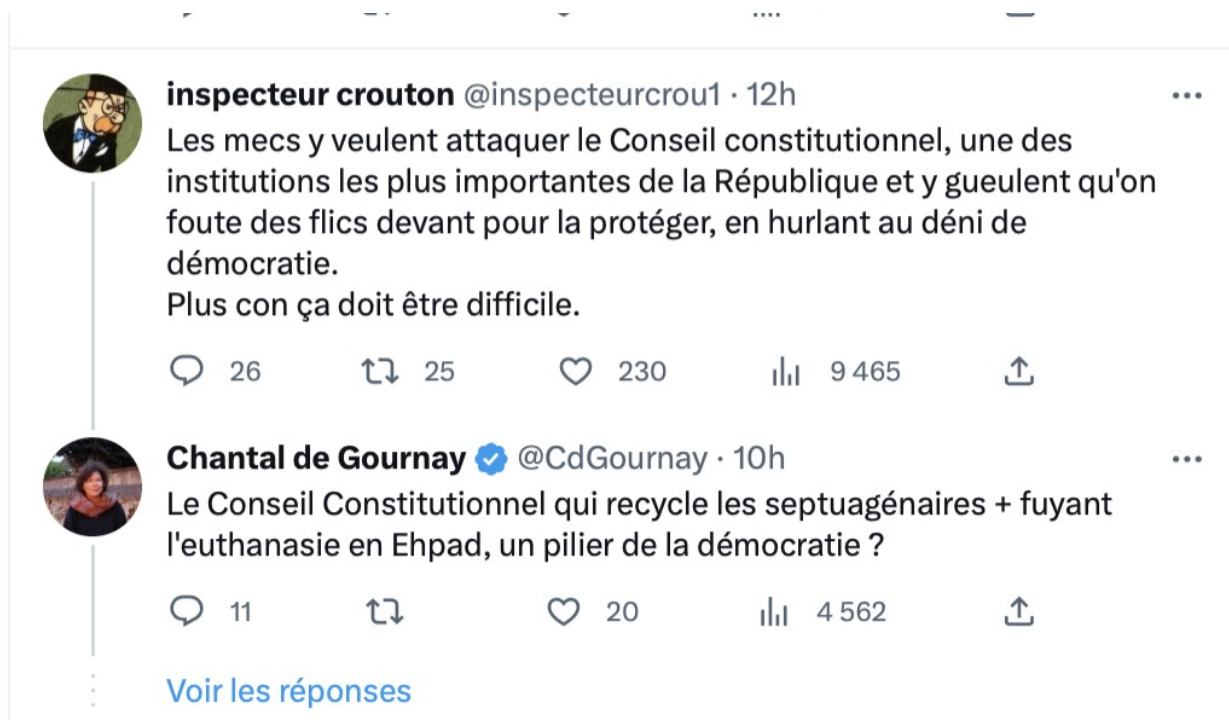 inspecteur crouton @inspecteurcrou1 · 12h
Les mecs y veulent attaquer le Conseil constitutionnel, une des
institutions les plus importantes de la République et y gueulent qu'on
foute des flics devant pour la protéger, en hurlant au déni de
démocratie.
Plus con ça doit être difficile.
26 25 230 9 465
Chantal de Gournay @CdGournay · 10h
Le Conseil Constitutionnel qui recycle les septuagénaires + fuyant
l'euthanasie en Ehpad, un pilier de la démocratie ?
11 20 4 562
Voir les réponses